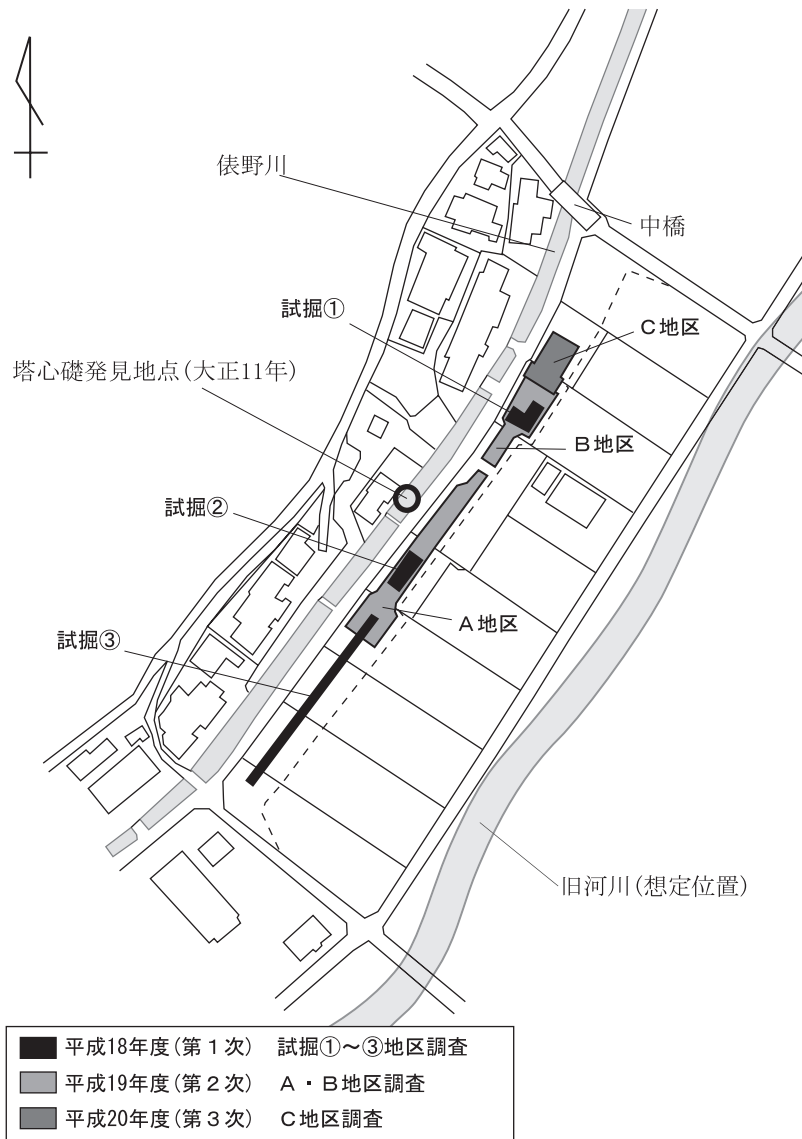 俵野川
中橋
試掘①
C地区
塔心礎発見地点(大正11年)
B地区
試掘②
A地区
試掘③
旧河川(想定位置)
平成18年度(第1次) 試掘①～③地区調査
平成19年度(第2次) A・B地区調査
平成20年度(第3次) C地区調査